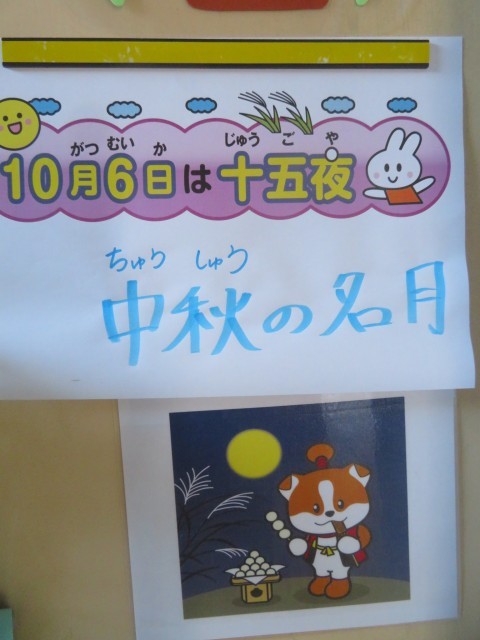 がつ むい か じゅう ご や
10月6日は十五夜
ちゅう しゅう
中秋の名月